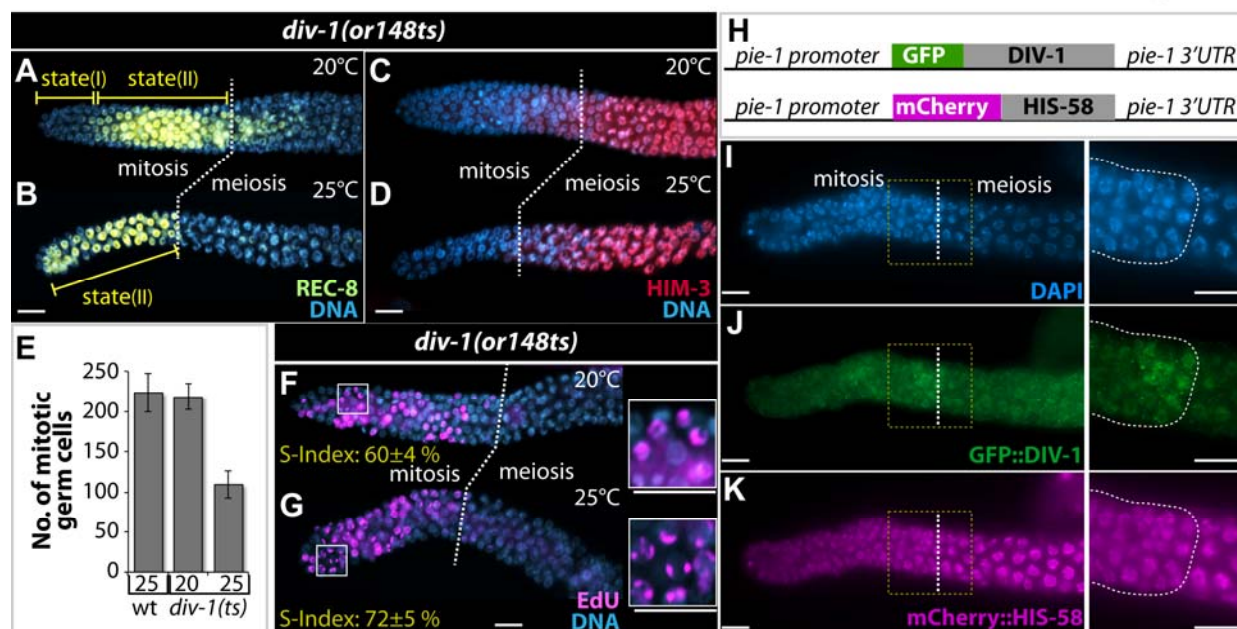 div-1(or148ts)
A
20°C
state(I)
state(II)
mitosis
meiosis
B
25°C
state(II)
REC-8
DNA
C
20°C
D
25°C
HIM-3
DNA
E
No. of mitotic
germ cells
250
200
150
100
50
0
25 20 25
wt div-1(ts)
div-1(or148ts)
F
20°C
S-Index: 60±4 %
mitosis
meiosis
G
25°C
S-Index: 72±5 %
EdU
DNA
H
pie-1 promoter GFP DIV-1 pie-1 3'UTR
pie-1 promoter mCherry HIS-58 pie-1 3'UTR
I
mitosis
meiosis
DAPI
J
GFP::DIV-1
K
mCherry::HIS-58